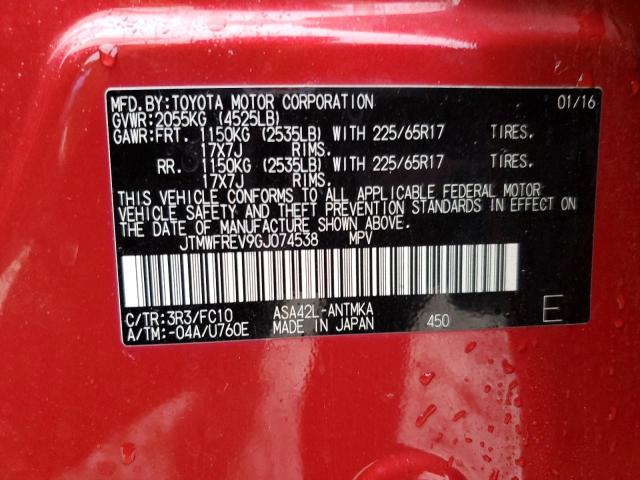 MFD. BY: TOYOTA MOTOR CORPORATION 01/16
GVWR: 2055KG (4525LB)
GAWR: FRT. 1150KG (2535LB) WITH 225/65R17 TIRES.
17X7J RIMS.
RR. 1150KG (2535LB) WITH 225/65R17 TIRES.
17X7J RIMS.
THIS VEHICLE CONFORMS TO ALL APPLICABLE FEDERAL MOTOR
VEHICLE SAFETY AND THEFT PREVENTION STANDARDS IN EFFECT ON
THE DATE OF MANUFACTURE SHOWN ABOVE.
JTMWFREV9GJ074538 MPV
C/TR: 3R3/FC10 ASA42L-ANTMKA
A/TM: -04A/U760E MADE IN JAPAN 450 E